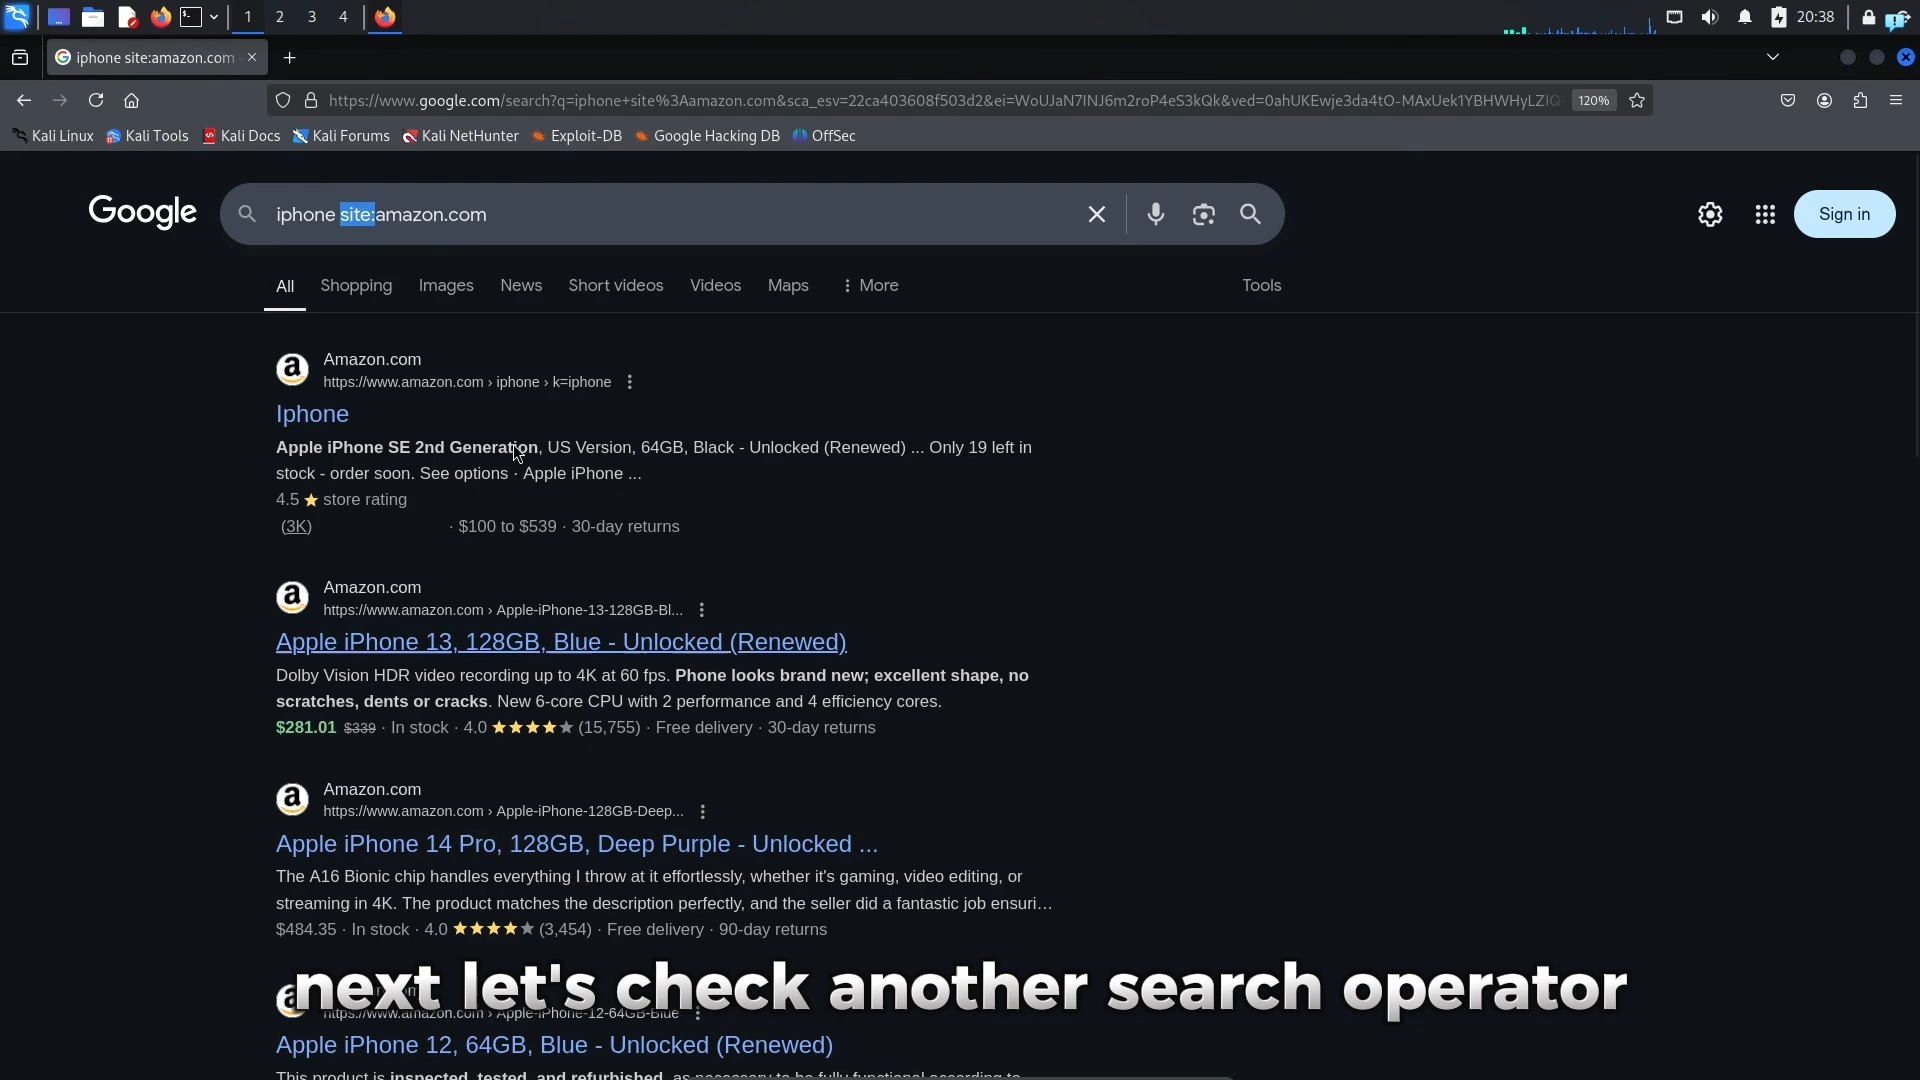 1 2 3 4 20:38
iphone site:amazon.com
https://www.google.com/search?q=iphone+site%3Aamazon.com&sca_esv=22ca403608f503d2&ei=WoUJaN7INJ6m2roP4eS3kQk&ved=0ahUKEwje3da4tO-MAxUek1YBHWHyLZIQ 120%
Kali Linux Kali Tools Kali Docs Kali Forums Kali NetHunter Exploit-DB Google Hacking DB OffSec
Google iphone site:amazon.com Sign in
All Shopping Images News Short videos Videos Maps More Tools
Amazon.com
https://www.amazon.com › iphone › k=iphone
Iphone
Apple iPhone SE 2nd Generation, US Version, 64GB, Black - Unlocked (Renewed) ... Only 19 left in
stock - order soon. See options · Apple iPhone ...
4.5 ★ store rating
(3K) · $100 to $539 · 30-day returns
Amazon.com
https://www.amazon.com › Apple-iPhone-13-128GB-Bl...
Apple iPhone 13, 128GB, Blue - Unlocked (Renewed)
Dolby Vision HDR video recording up to 4K at 60 fps. Phone looks brand new; excellent shape, no
scratches, dents or cracks. New 6-core CPU with 2 performance and 4 efficiency cores.
$281.01 $339 · In stock · 4.0 ★★★★★ (15,755) · Free delivery · 30-day returns
Amazon.com
https://www.amazon.com › Apple-iPhone-128GB-Deep...
Apple iPhone 14 Pro, 128GB, Deep Purple - Unlocked ...
The A16 Bionic chip handles everything I throw at it effortlessly, whether it's gaming, video editing, or
streaming in 4K. The product matches the description perfectly, and the seller did a fantastic job ensuri...
$484.35 · In stock · 4.0 ★★★★★ (3,454) · Free delivery · 90-day returns
next let's check another search operator
https://www.amazon.com › Apple-iPhone-12-64GB-Blue
Apple iPhone 12, 64GB, Blue - Unlocked (Renewed)
This product is inspected, tested, and refurbished, as necessary to be fully functional according to